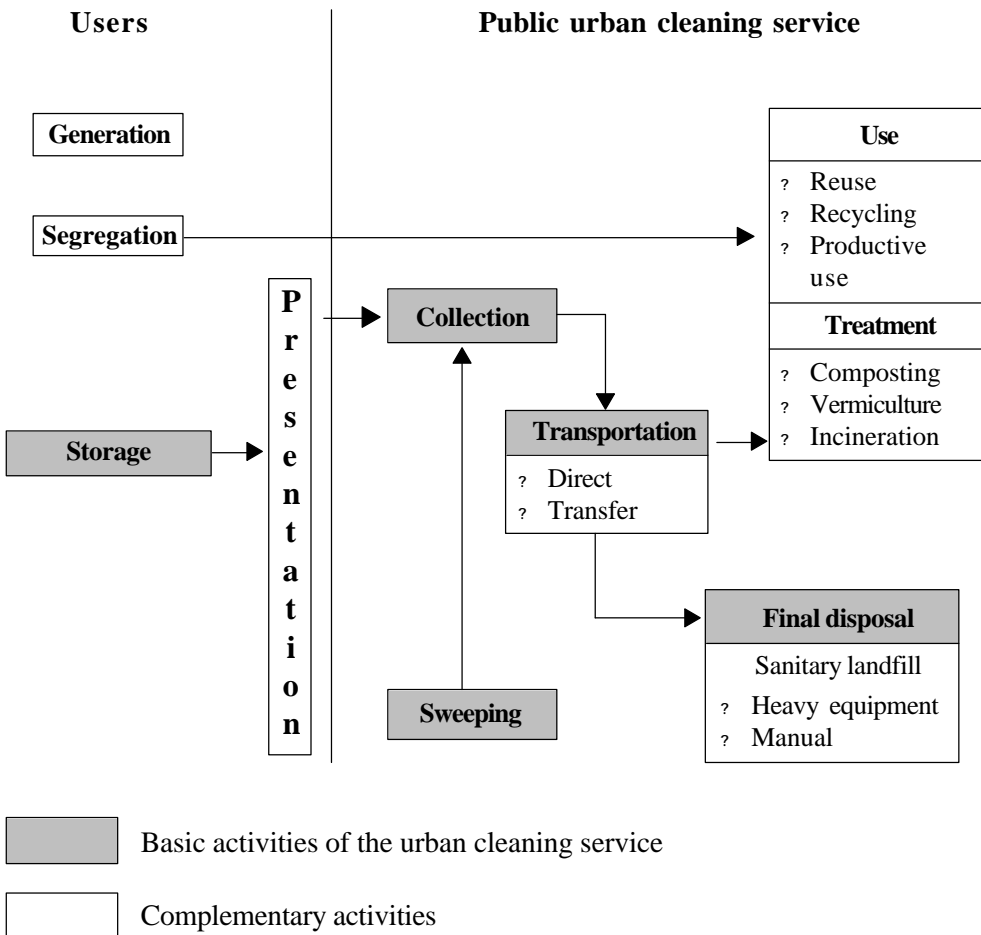 Users
Public urban cleaning service
Generation
Segregation
Storage
Presentation
Collection
Sweeping
Transportation
? Direct
? Transfer
Use
? Reuse
? Recycling
? Productive
use
Treatment
? Composting
? Vermiculture
? Incineration
Final disposal
Sanitary landfill
? Heavy equipment
? Manual
Basic activities of the urban cleaning service
Complementary activities